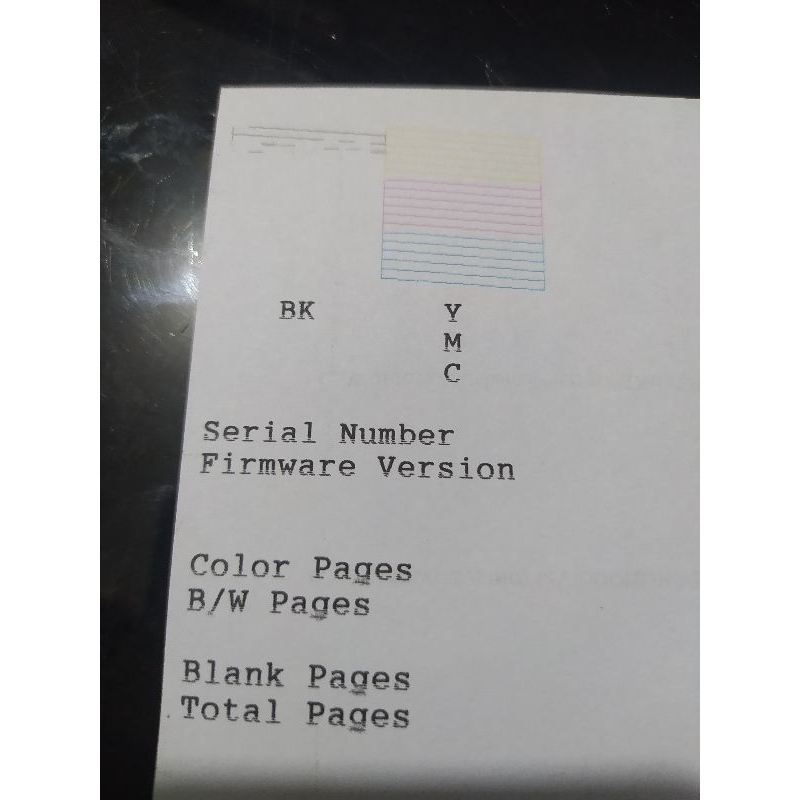 BK Y
M
C
Serial Number
Firmware Version
Color Pages
B/W Pages
Blank Pages
Total Pages